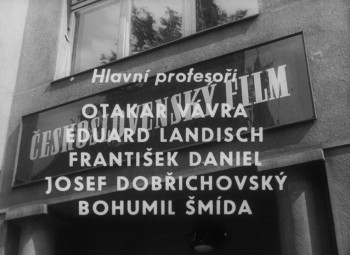 Hlavní profesoři
ČESKOSLOVENSKÝ FILM
OTAKAR VÁVRA
EDUARD LANDISCH
FRANTIŠEK DANIEL
JOSEF DOBŘICHOVSKÝ
BOHUMIL ŠMÍDA